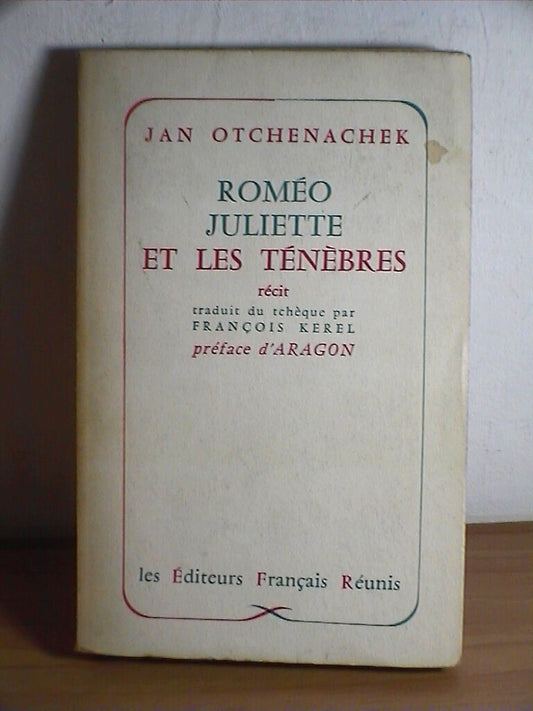 JAN OTCHENACHEK
ROMÉO
JULIETTE
ET LES TÉNÈBRES
récit
traduit du tchèque par
FRANÇOIS KEREL
préface d'ARAGON
les Éditeurs Français Réunis